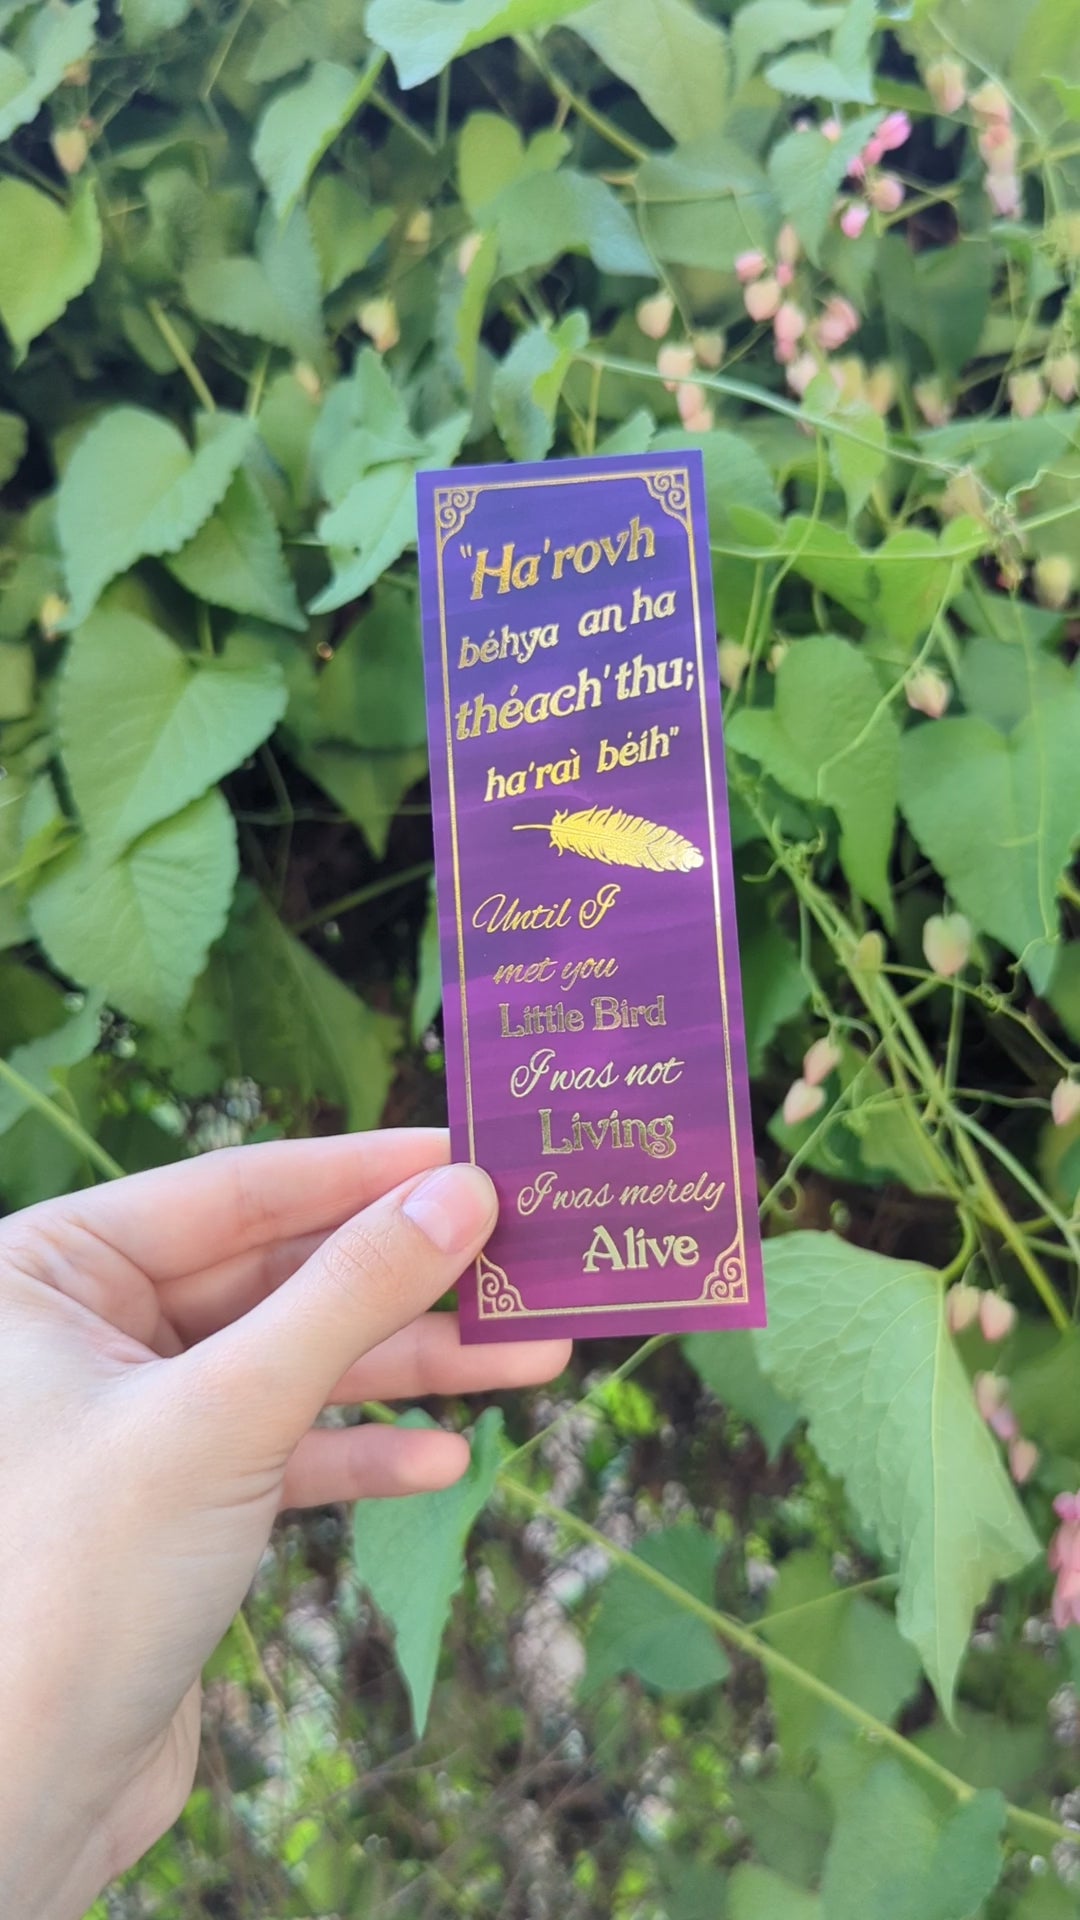 "Ha'rovh
béhya an ha
théach'thu;
ha'raì béih"
Until I
met you
Little Bird
I was not
Living
I was merely
Alive